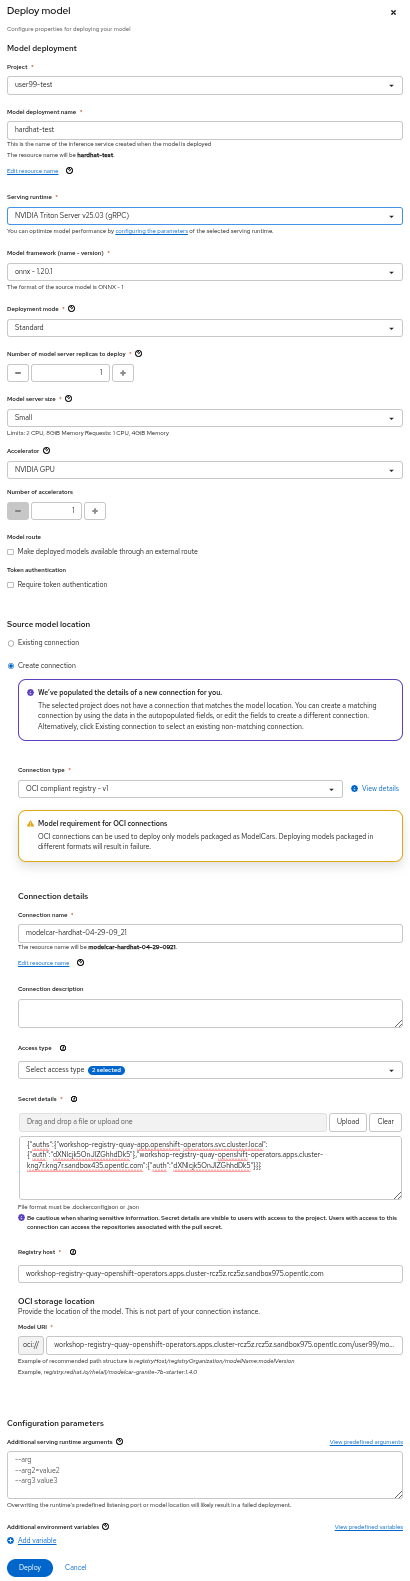 Deploy model
Configure properties for deploying your model
Model deployment
Project *
user99-test
Model deployment name *
hardhat-test
This is the name of the inference service created when the model is deployed
The resource name will be hardhat-test.
Edit resource name
Serving runtime *
NVIDIA Triton Server v25.03 (gRPC)
You can optimize model performance by configuring the parameters of the selected serving runtime.
Model framework (name - version) *
onnx - 1.20.1
The format of the source model is ONNX - 1
Deployment mode *
Standard
Number of model server replicas to deploy *
1
Model server size *
Small
Limits: 2 CPU, 8GiB Memory Requests: 1 CPU, 4GiB Memory
Accelerator
NVIDIA GPU
Number of accelerators
1
Model route
Make deployed models available through an external route
Token authentication
Require token authentication
Source model location
Existing connection
Create connection
We've populated the details of a new connection for you.
The selected project does not have a connection that matches the model location. You can create a matching
connection by using the data in the autopopulated fields, or edit the fields to create a different connection.
Alternatively, click Existing connection to select an existing non-matching connection.
Connection type *
OCI compliant registry - v1
View details
Model requirement for OCI connections
OCI connections can be used to deploy only models packaged as ModelCars. Deploying models packaged in
different formats will result in failure.
Connection details
Connection name *
modelcar-hardhat-04-29-09_21
The resource name will be modelcar-hardhat-04-29-0921.
Edit resource name
Connection description
Access type
Select access type 2 selected
Secret details *
Drag and drop a file or upload one
Upload
Clear
{"auths":{"workshop-registry-quay-app.openshift-operators.svc.cluster.local":
{"auth":"dXNlcjk5OnJlZGhhdDk5"},"workshop-registry-quay-openshift-operators.apps.cluster-
kng7r.kng7r.sandbox435.opentlc.com":{"auth":"dXNlcjk5OnJlZGhhdDk5"}}}
File format must be .dockerconfigjson or .json
Be cautious when sharing sensitive information. Secret details are visible to users with access to the project. Users with access to this
connection can access the repositories associated with the pull secret.
Registry host *
workshop-registry-quay-openshift-operators.apps.cluster-rcz5z.rcz5z.sandbox975.opentlc.com
OCI storage location
Provide the location of the model. This is not part of your connection instance.
Model URI *
oci://
workshop-registry-quay-openshift-operators.apps.cluster-rcz5z.rcz5z.sandbox975.opentlc.com/user99/mo...
Example of recommended path structure is registryHost/registryOrganization/modelName:modelVersion
Example, registry.redhat.io/rhelai1/modelcar-granite-7b-starter:1.4.0
Configuration parameters
Additional serving runtime arguments
View predefined arguments
--arg
--arg2=value2
--arg3 value3
Overwriting the runtime's predefined listening port or model location will likely result in a failed deployment.
Additional environment variables
View predefined variables
Add variable
Deploy
Cancel